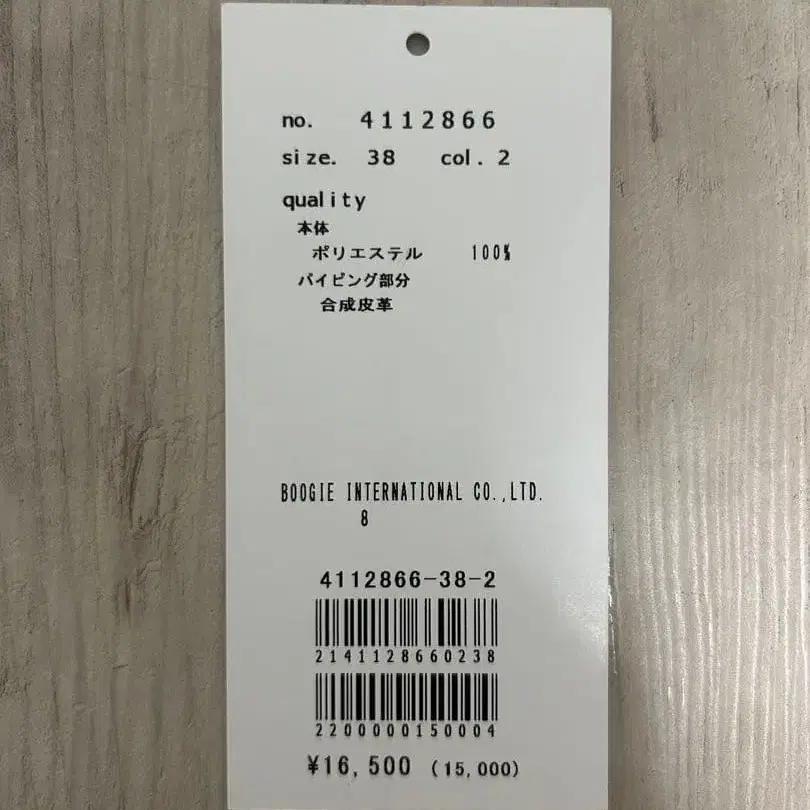 no. 4112866
size. 38 col. 2
quality
本体
ポリエステル 100%
パイピング部分
合成皮革
BOOGIE INTERNATIONAL CO.,LTD.
8
4112866-38-2
2141128660238
2200000150004
¥16,500 (15,000)